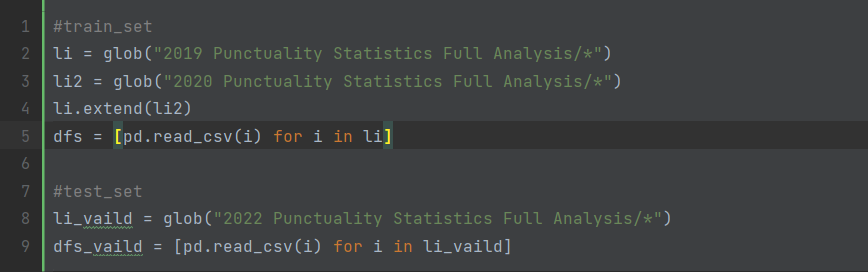 1 #train_set
2 li = glob("2019 Punctuality Statistics Full Analysis/*")
3 li2 = glob("2020 Punctuality Statistics Full Analysis/*")
4 li.extend(li2)
5 dfs = [pd.read_csv(i) for i in li]
6
7 #test_set
8 li_vaild = glob("2022 Punctuality Statistics Full Analysis/*")
9 dfs_vaild = [pd.read_csv(i) for i in li_vaild]